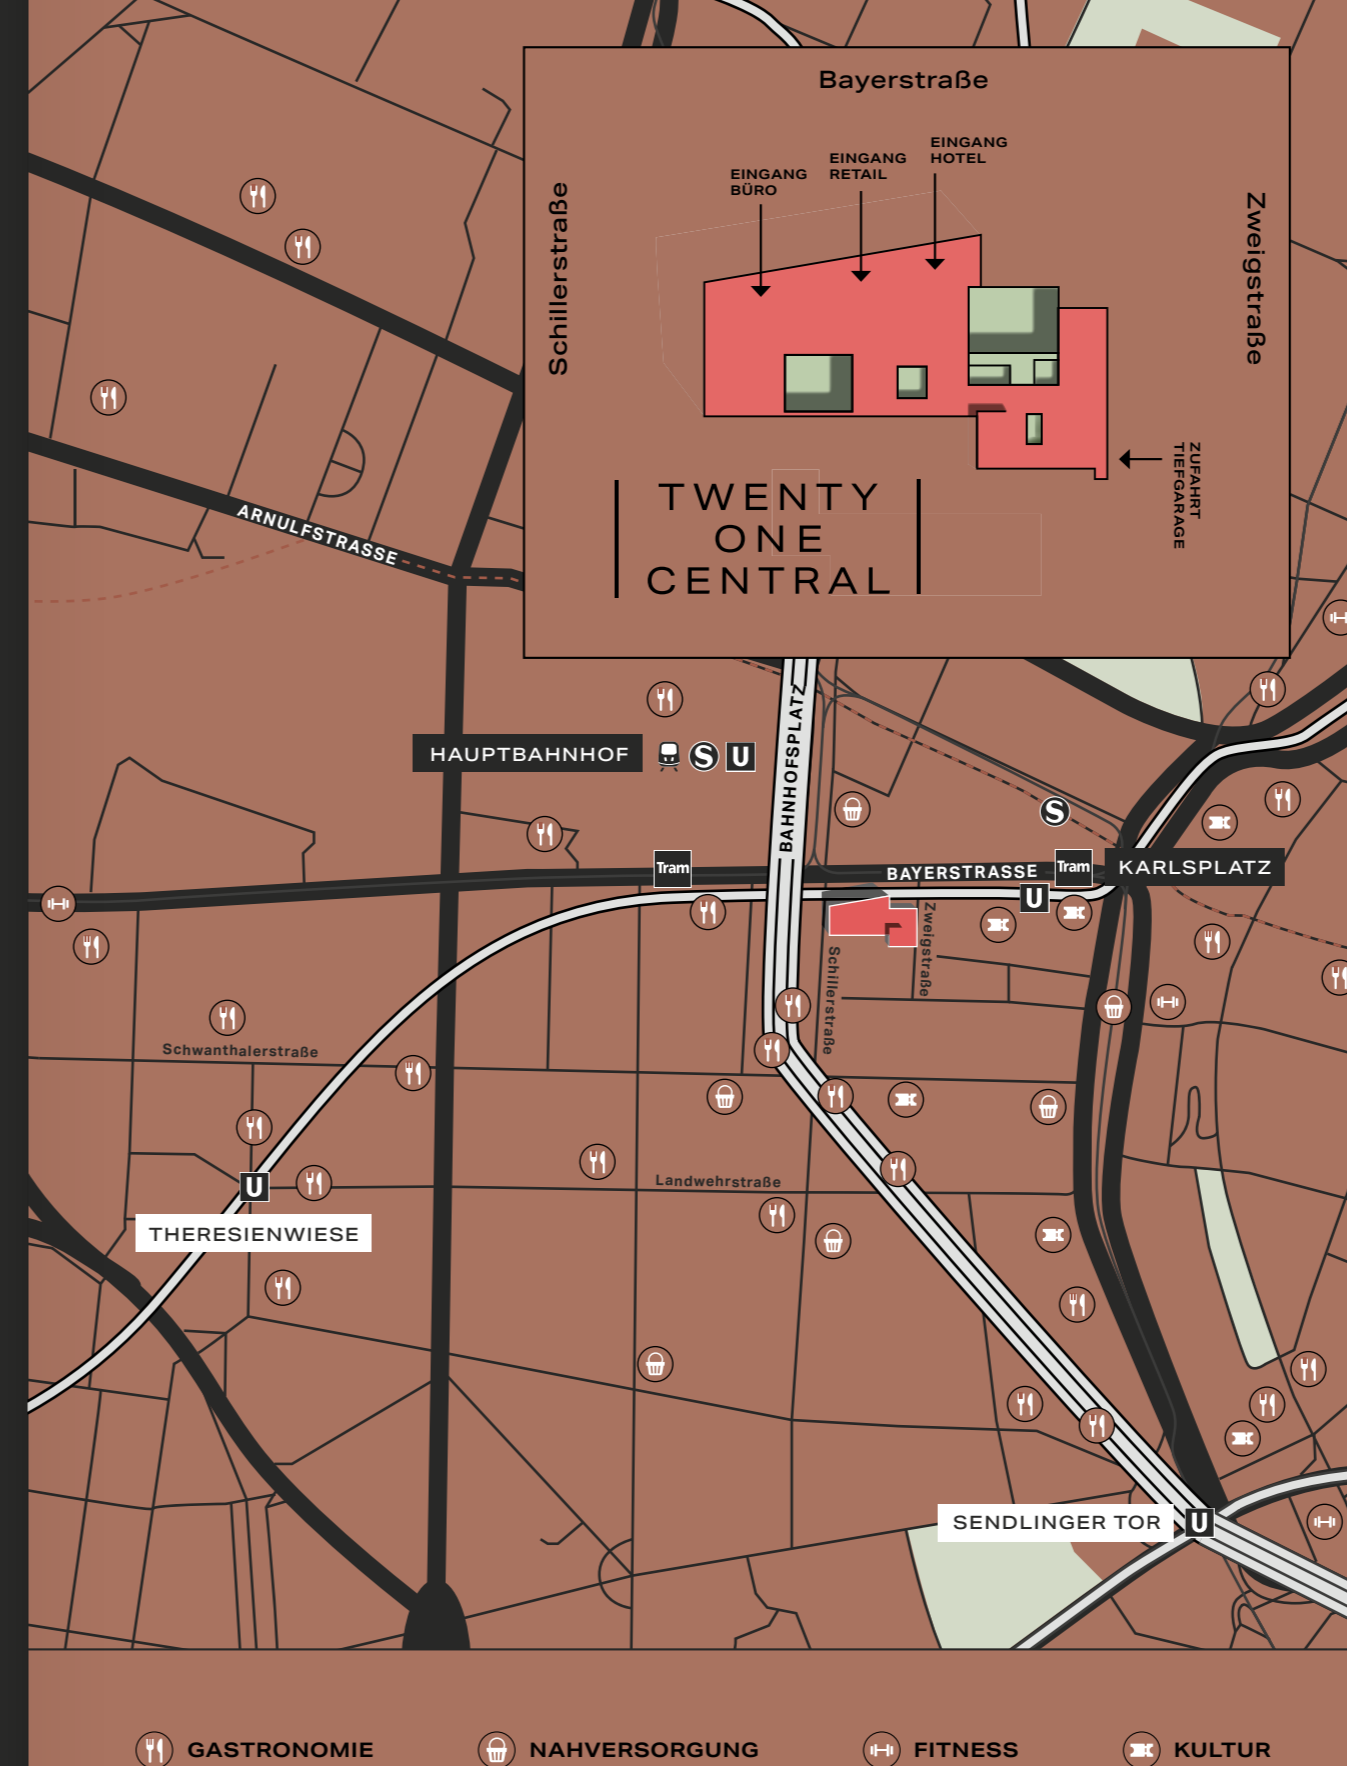 Bayerstraße
EINGANG
HOTEL
EINGANG
RETAIL
EINGANG
BÜRO
Schillerstraße
Zweigstraße
ZUFAHRT
TIEFGARAGE
TWENTY
ONE
CENTRAL
ARNULFSTRASSE
HAUPTBAHNHOF
S
U
BAHNHOFSPLATZ
S
Tram
BAYERSTRASSE
Tram
KARLSPLATZ
U
Zweigstraße
Schillerstraße
Schwanthalerstraße
Landwehrstraße
U
THERESIENWIESE
SENDLINGER TOR
U
GASTRONOMIE
NAHVERSORGUNG
FITNESS
KULTUR